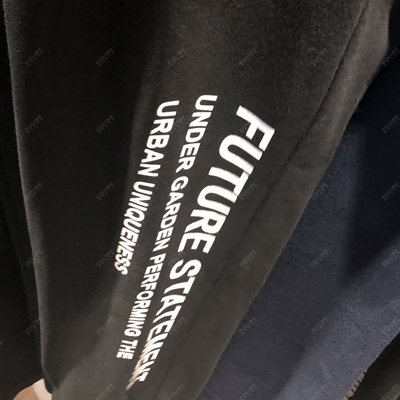 FUTURE STATEMENT
UNDER GARDEN PERFORMING THE
URBAN UNIQUENESS